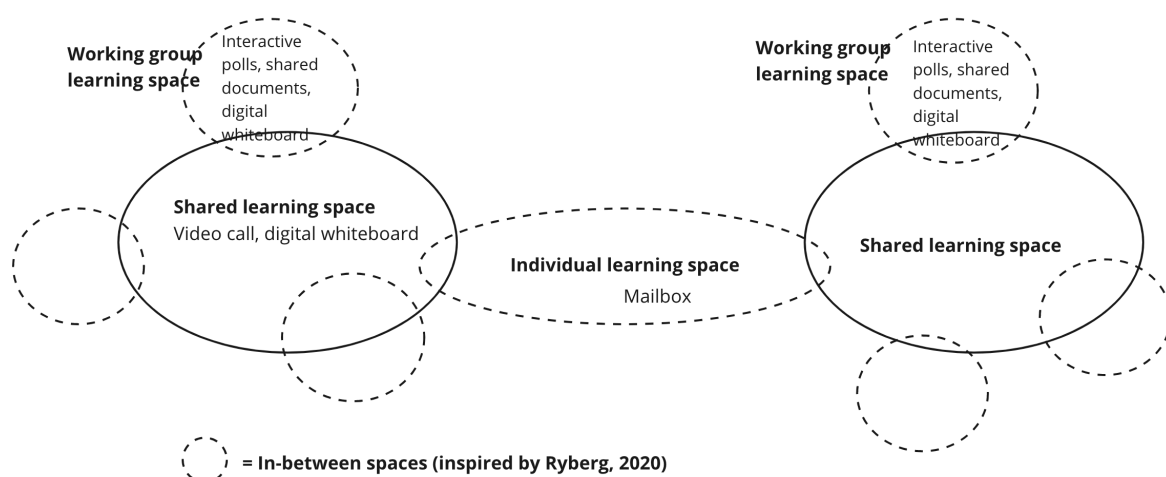 Working group
learning space
Interactive
polls, shared
documents,
digital
whiteboard
Shared learning space
Video call, digital whiteboard
Individual learning space
Mailbox
Working group
learning space
Interactive
polls, shared
documents,
digital
whiteboard
Shared learning space
= In-between spaces (inspired by Ryberg, 2020)